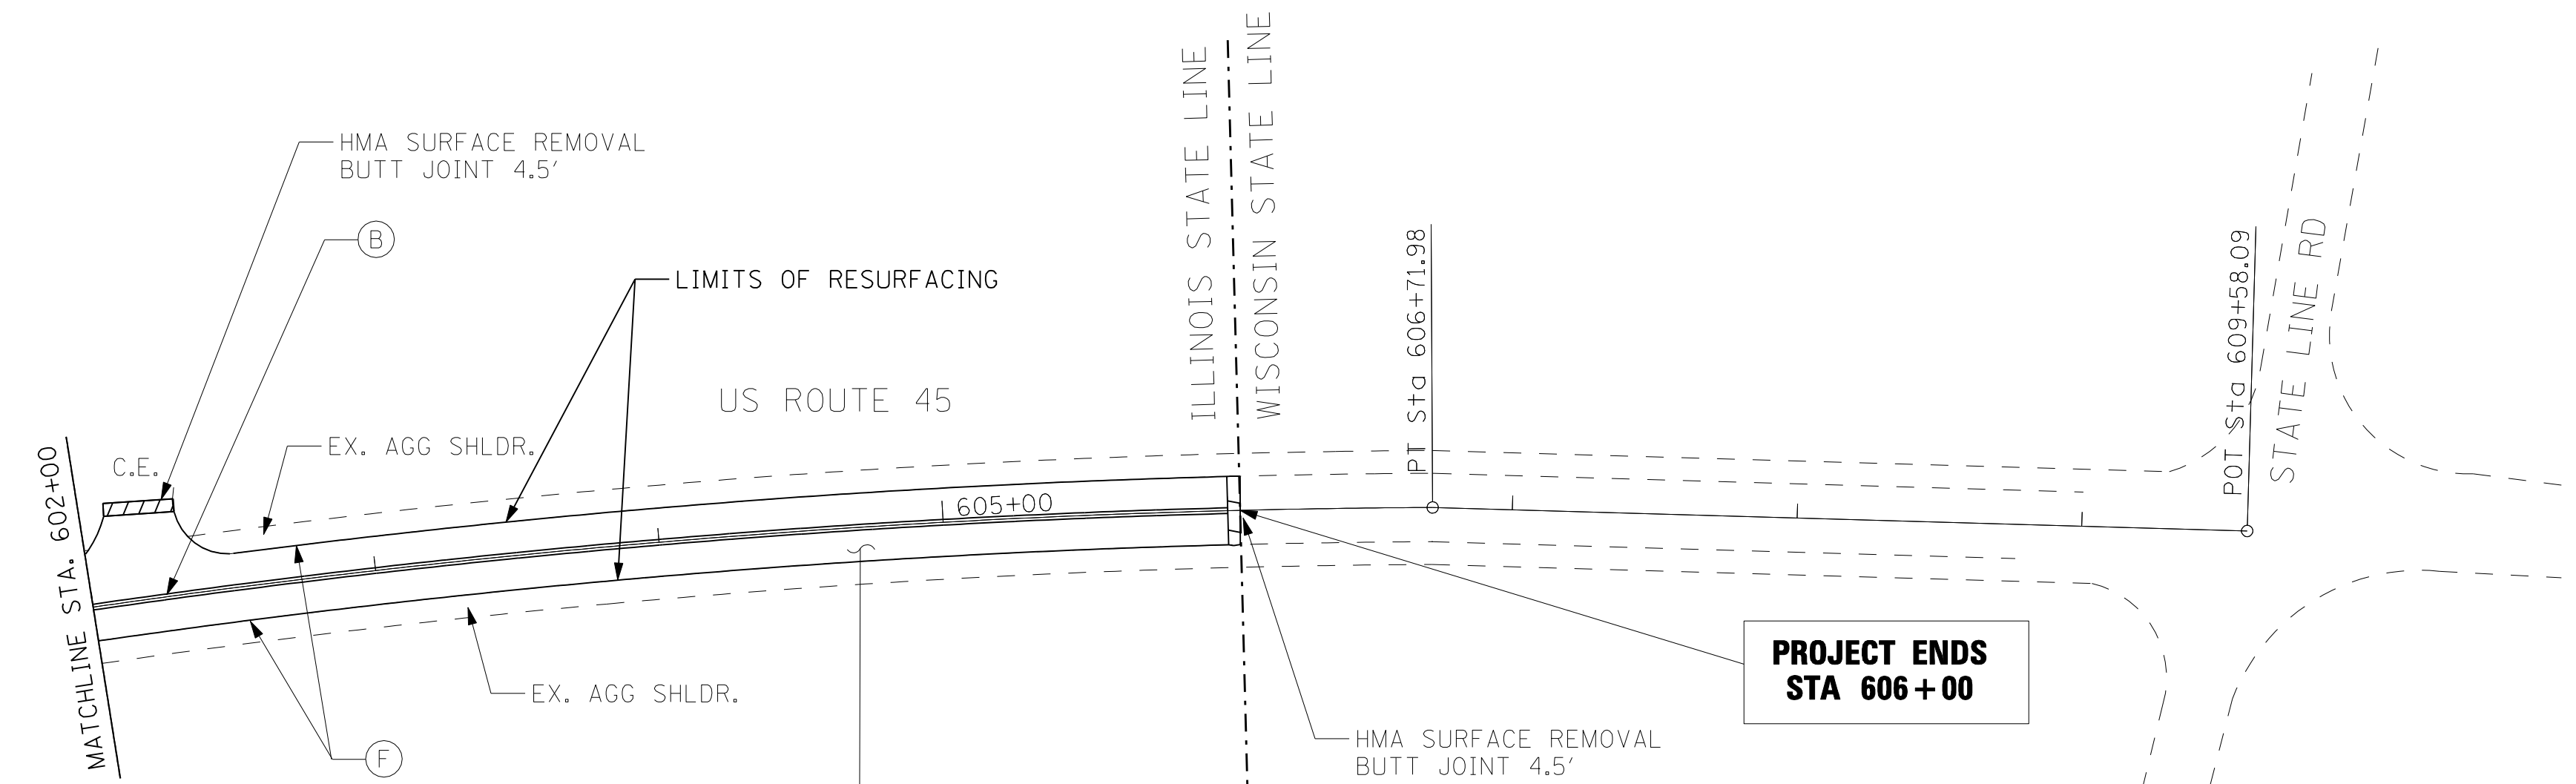 ILLINOIS STATE LINE
WISCONSIN STATE LINE
HMA SURFACE REMOVAL
BUTT JOINT 4.5'
B
LIMITS OF RESURFACING
US ROUTE 45
EX. AGG SHLDR.
C.E.
MATCHLINE STA. 602+00
605+00
PT Sta 606+71.98
POT Sta 609+58.09
STATE LINE RD
PROJECT ENDS
STA 606+00
EX. AGG SHLDR.
F
HMA SURFACE REMOVAL
BUTT JOINT 4.5'